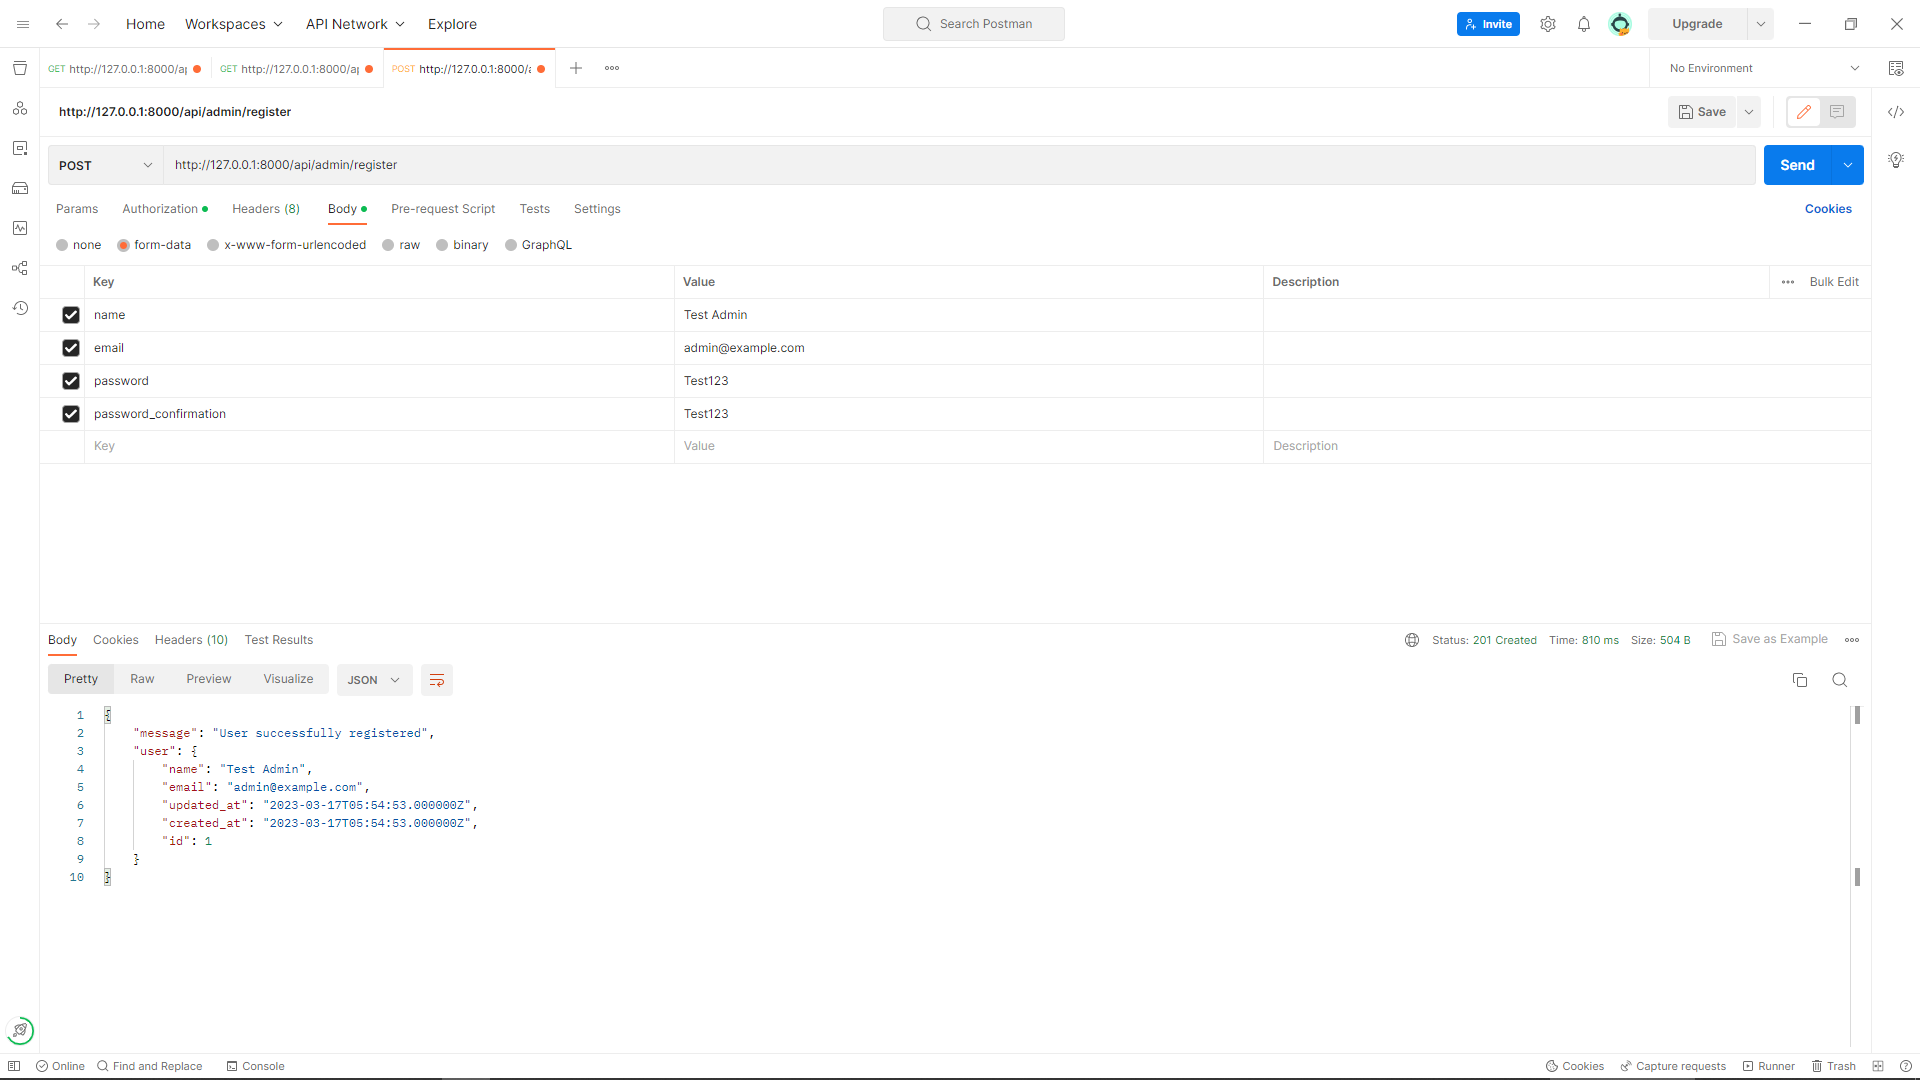 Home Workspaces API Network Explore Search Postman Invite Upgrade
GET http://127.0.0.1:8000/ap GET http://127.0.0.1:8000/ap POST http://127.0.0.1:8000/a No Environment
http://127.0.0.1:8000/api/admin/register Save
POST http://127.0.0.1:8000/api/admin/register Send
Params Authorization Headers (8) Body Pre-request Script Tests Settings Cookies
none form-data x-www-form-urlencoded raw binary GraphQL
Key Value Description Bulk Edit
name Test Admin
email admin@example.com
password Test123
password_confirmation Test123
Key Value Description
Body Cookies Headers (10) Test Results Status: 201 Created Time: 810 ms Size: 504 B Save as Example
Pretty Raw Preview Visualize JSON
1 {
2 "message": "User successfully registered",
3 "user": {
4 "name": "Test Admin",
5 "email": "admin@example.com",
6 "updated_at": "2023-03-17T05:54:53.000000Z",
7 "created_at": "2023-03-17T05:54:53.000000Z",
8 "id": 1
9 }
10 }
Online Find and Replace Console Cookies Capture requests Runner Trash